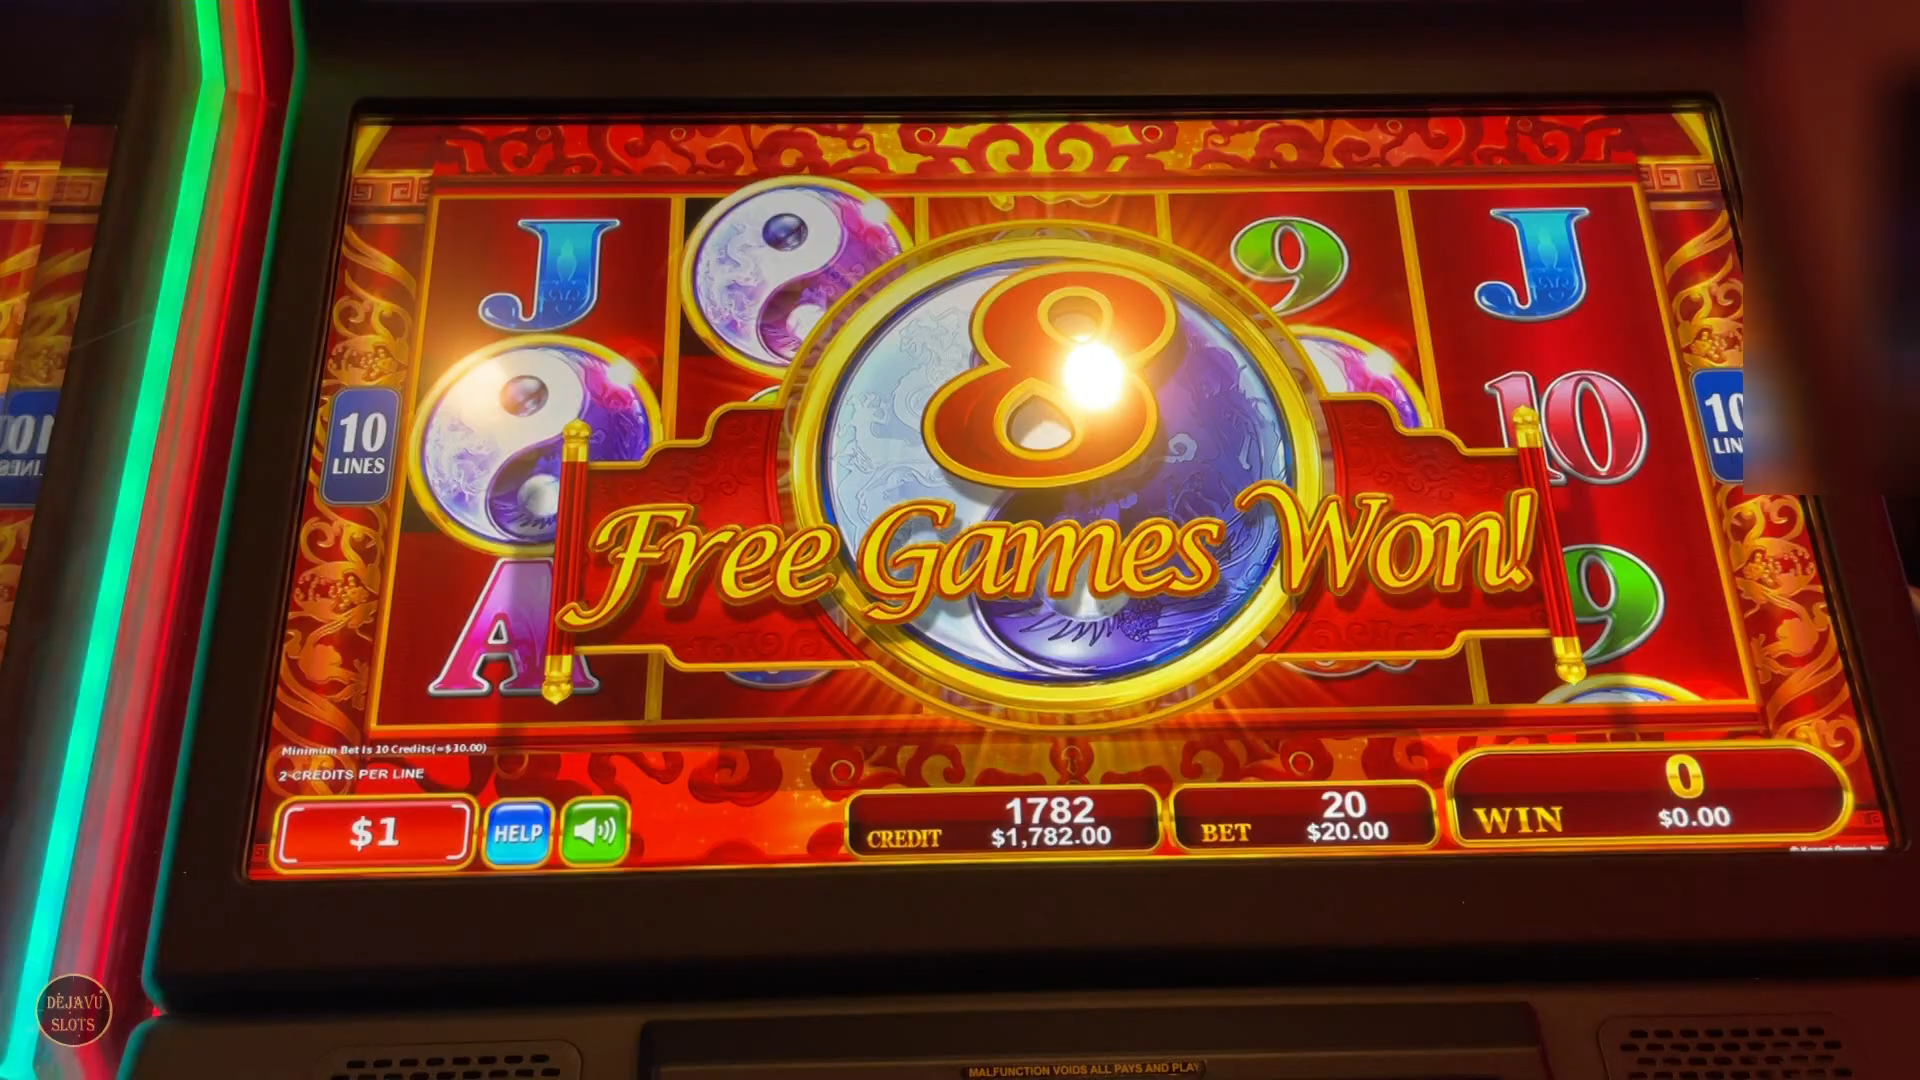 J
9
J
8
10
LINES
10
10
LIN
Free Games Won!
A
9
Minimum Bet Is 10 Credits(=$10.00)
2 CREDITS PER LINE
$1
HELP
CREDIT
1782
$1,782.00
BET
20
$20.00
WIN
0
$0.00
DEJAVU
SLOTS
MALFUNCTION VOIDS ALL PAYS AND PLAY